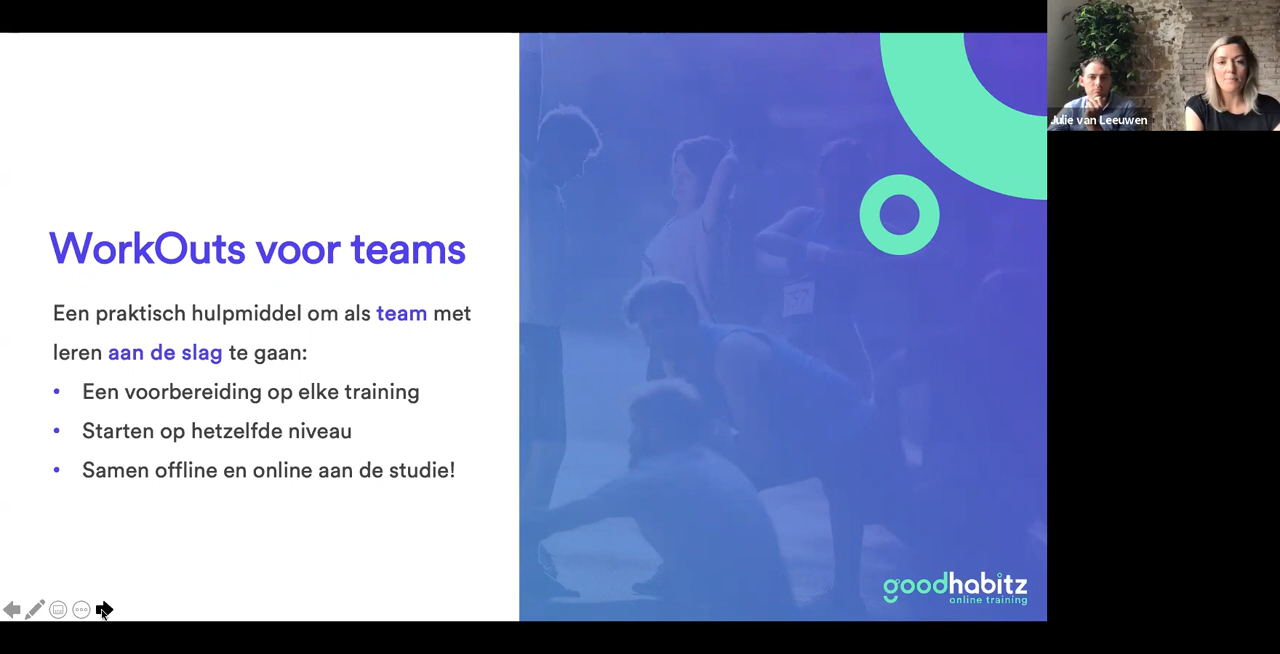 WorkOuts voor teams
Een praktisch hulpmiddel om als team met
leren aan de slag te gaan:
• Een voorbereiding op elke training
• Starten op hetzelfde niveau
• Samen offline en online aan de studie!
37
goodhabitz
online training
Julie van Leeuwen